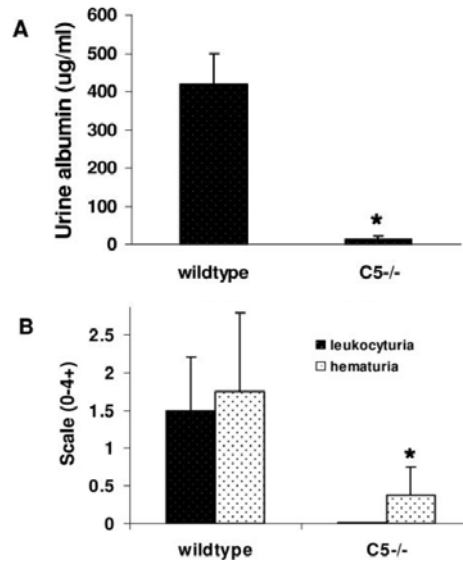 A
Urine albumin (ug/ml)
600
500
400
300
200
100
0
*
wildtype
C5-/-
B
Scale (0-4+)
2.5
2
1.5
1
0.5
0
leukocyturia
hematuria
*
wildtype
C5-/-